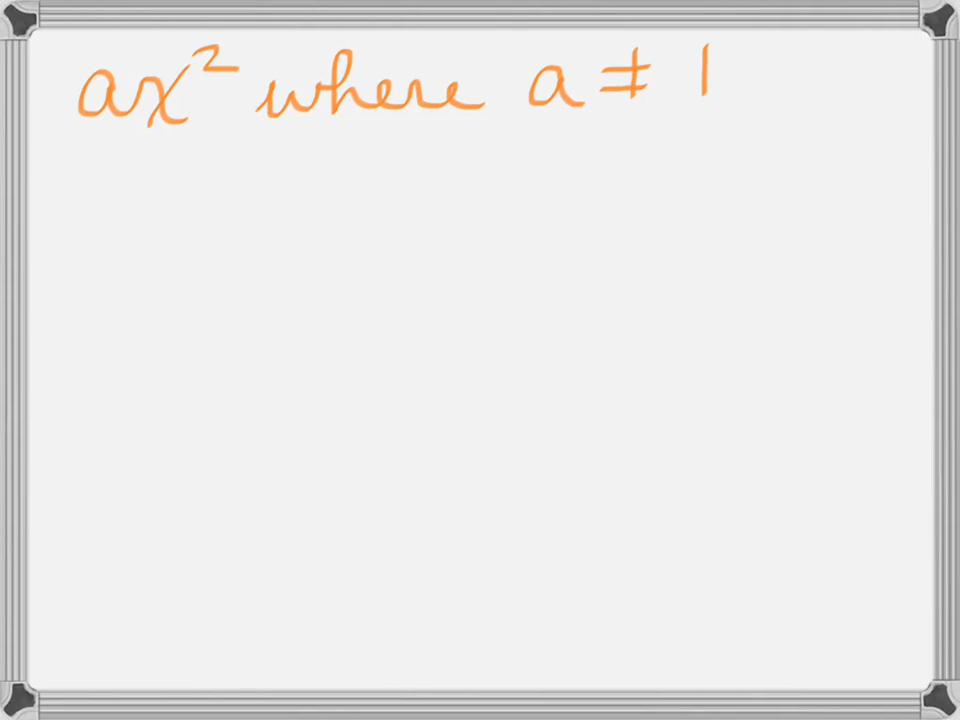 ax² where a ≠ 1